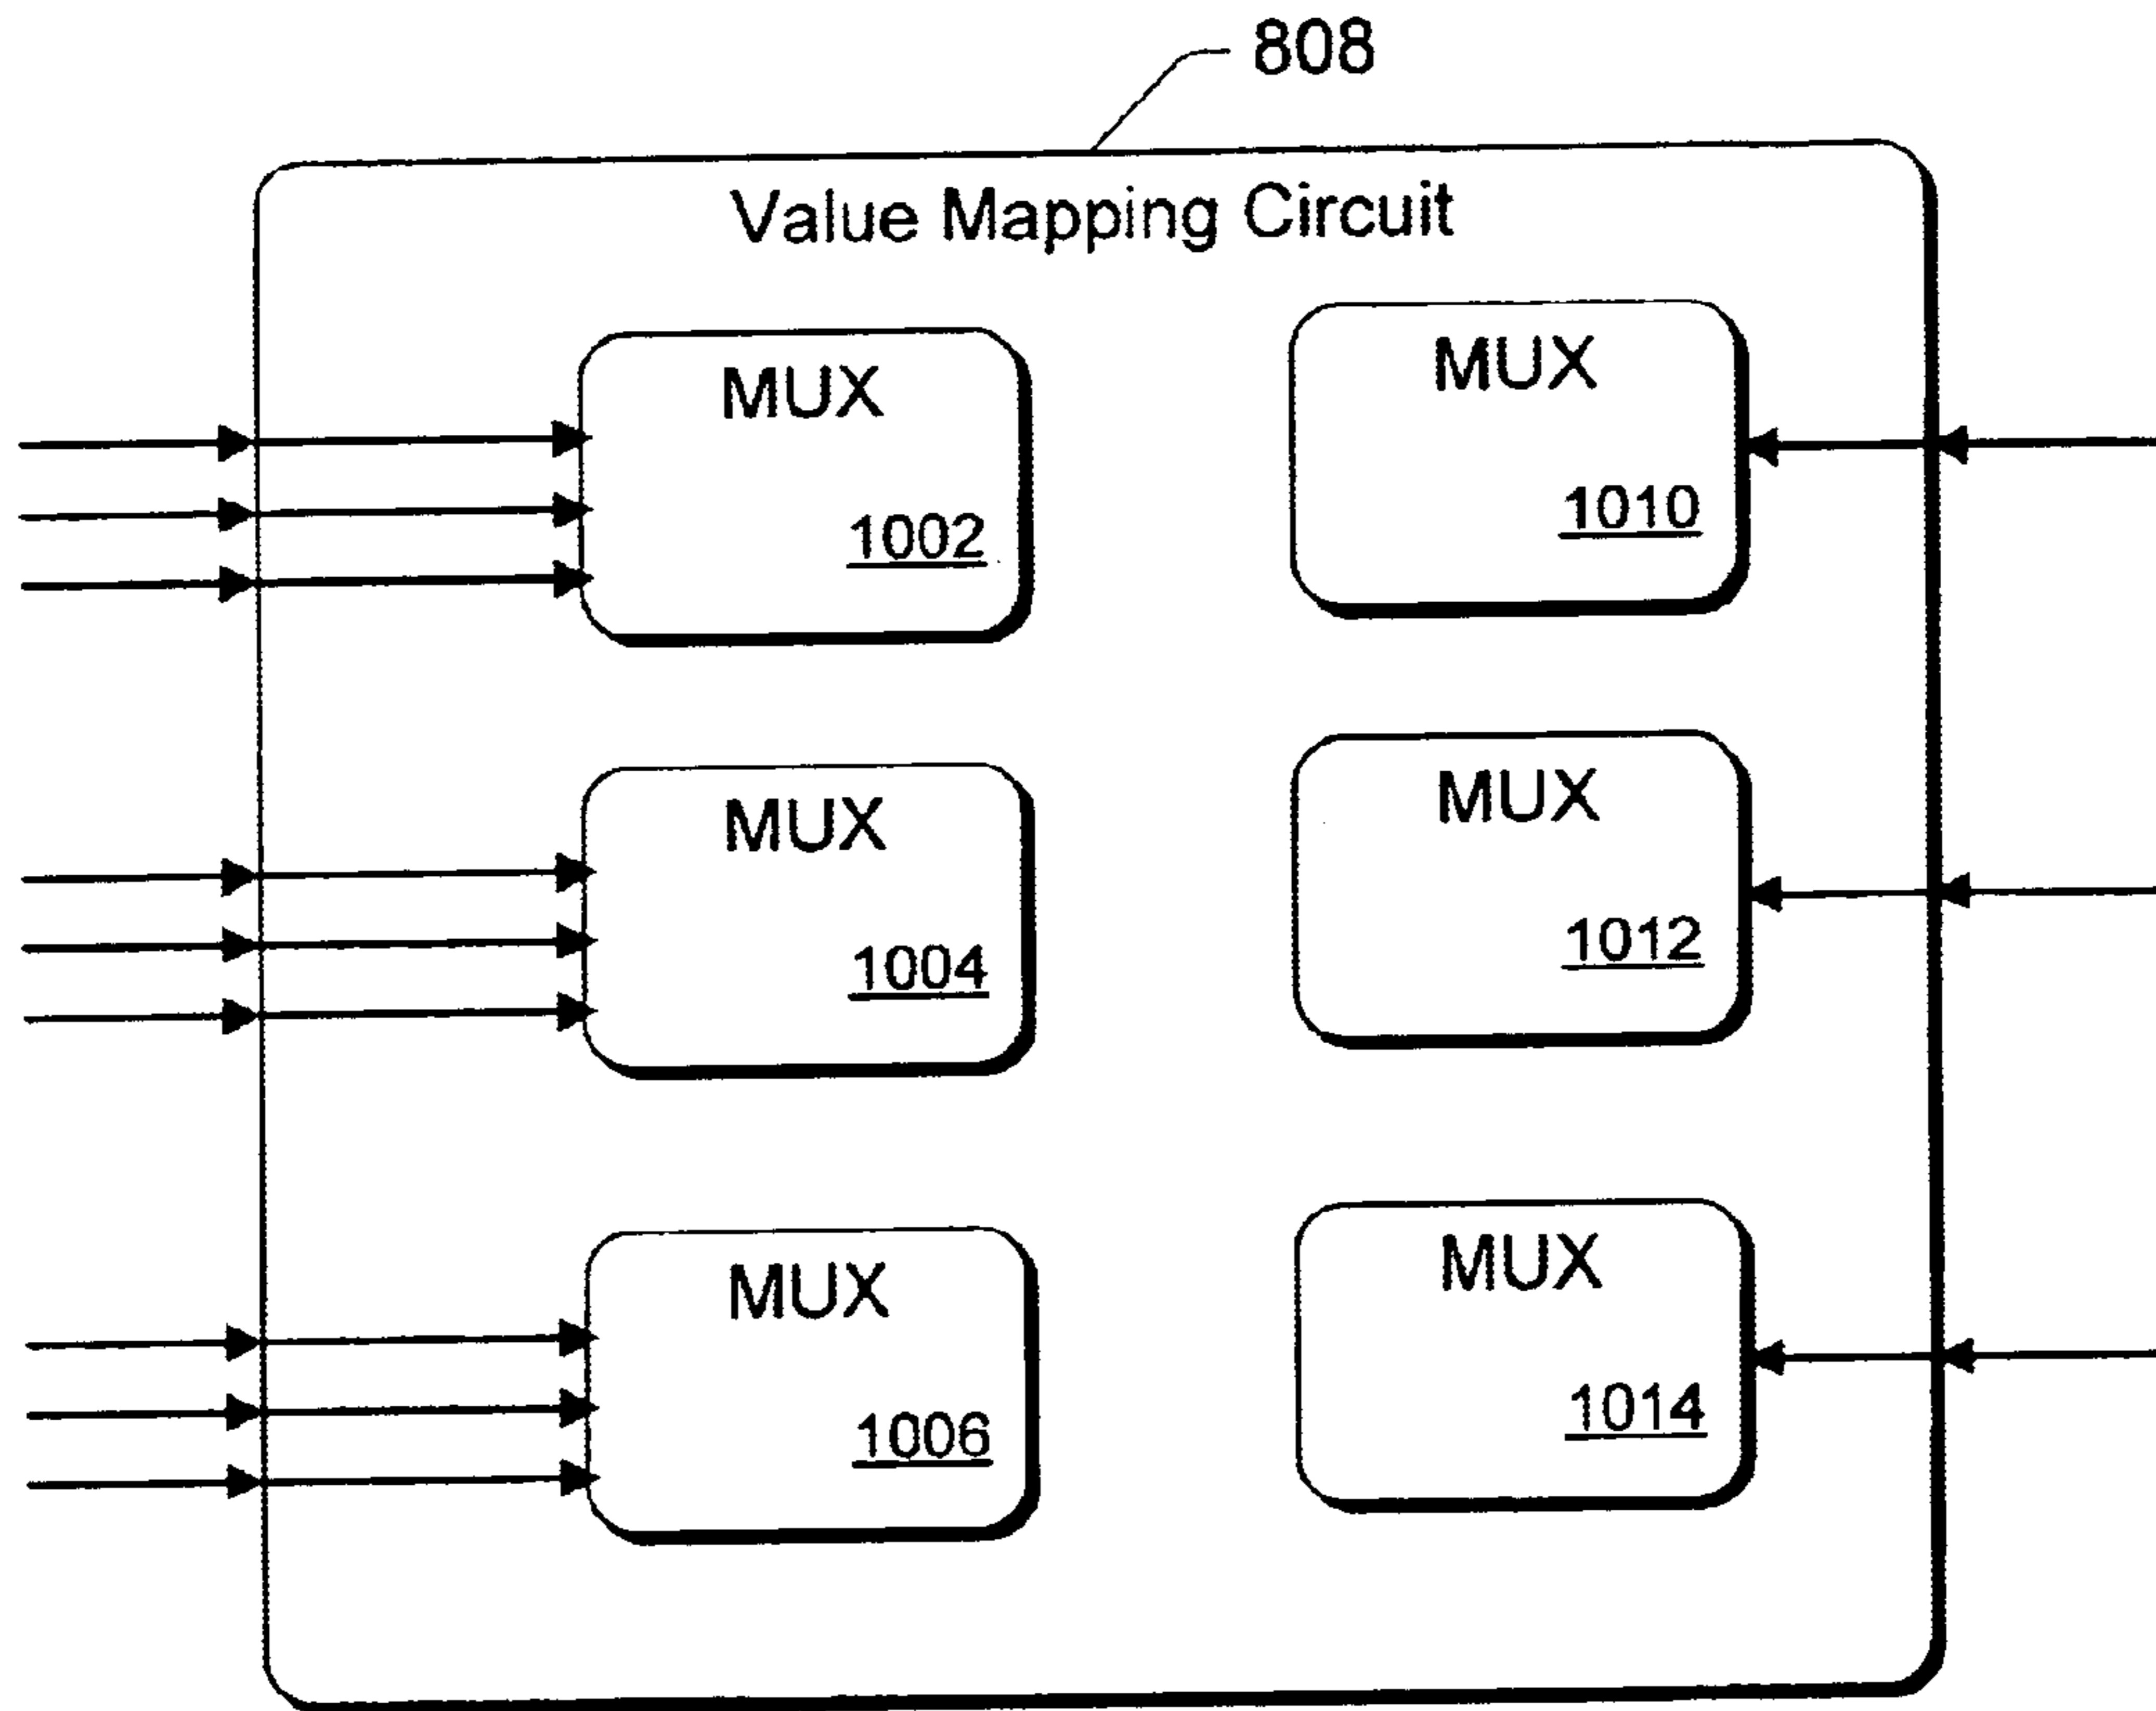 808
Value Mapping Circuit
MUX
1002
MUX
1010
MUX
1004
MUX
1012
MUX
1006
MUX
1014